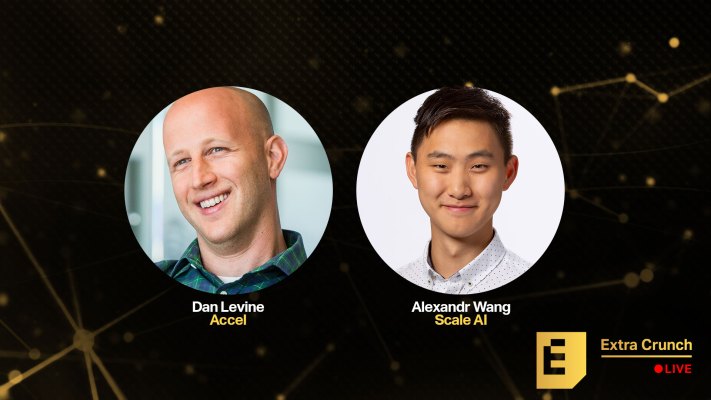 Dan Levine
Accel
Alexandr Wang
Scale AI
E
Extra Crunch
LIVE